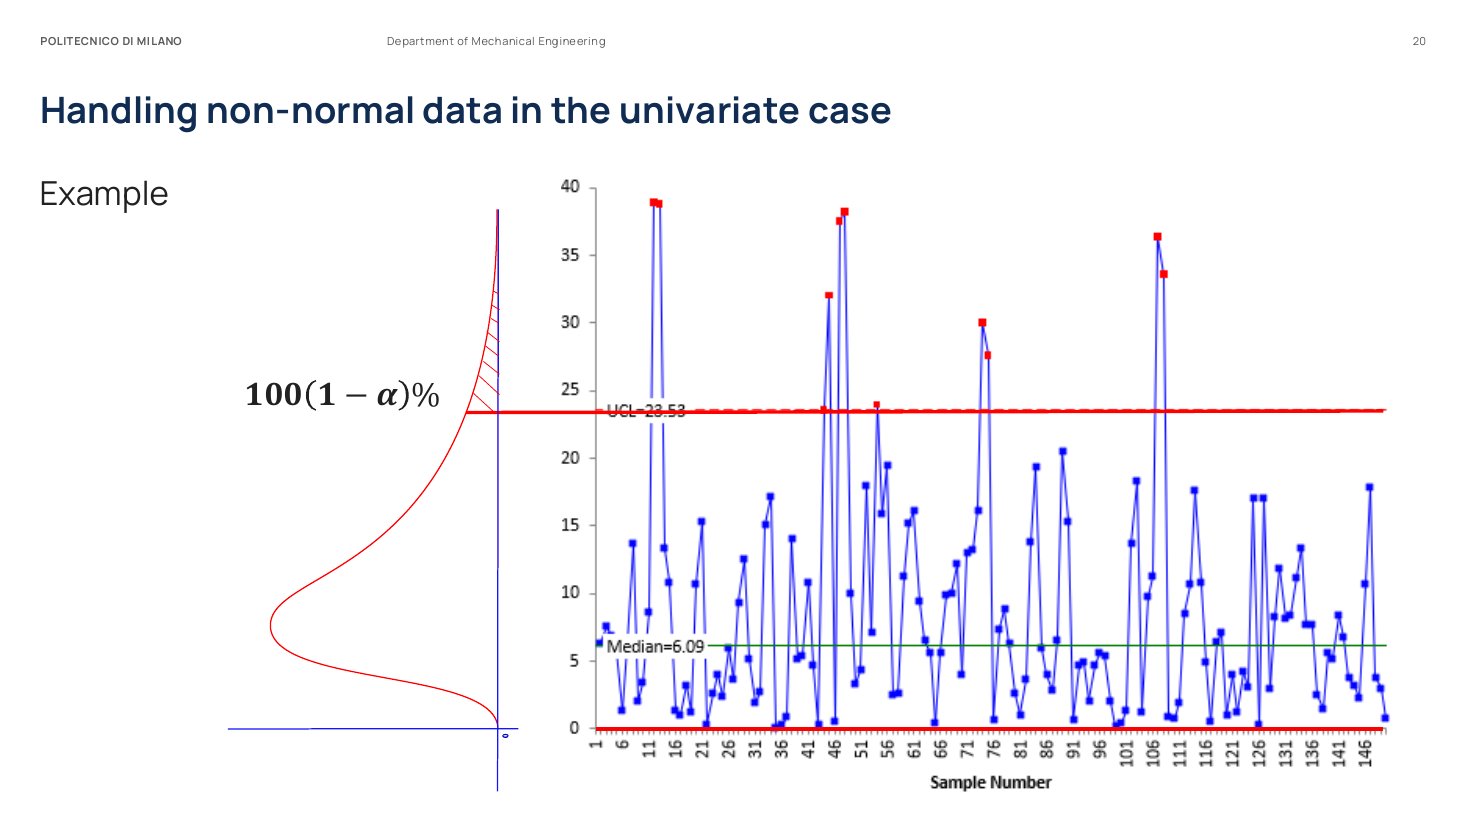 POLITECNICO DI MILANO
Department of Mechanical Engineering
20
Handling non-normal data in the univariate case
Example
100(1 − α)%
40
35
30
25
UCL=23.53
20
15
10
Median=6.09
5
0
0
1 6 11 16 21 26 31 36 41 46 51 56 61 66 71 76 81 86 91 96 101 106 111 116 121 126 131 136 141 146
Sample Number